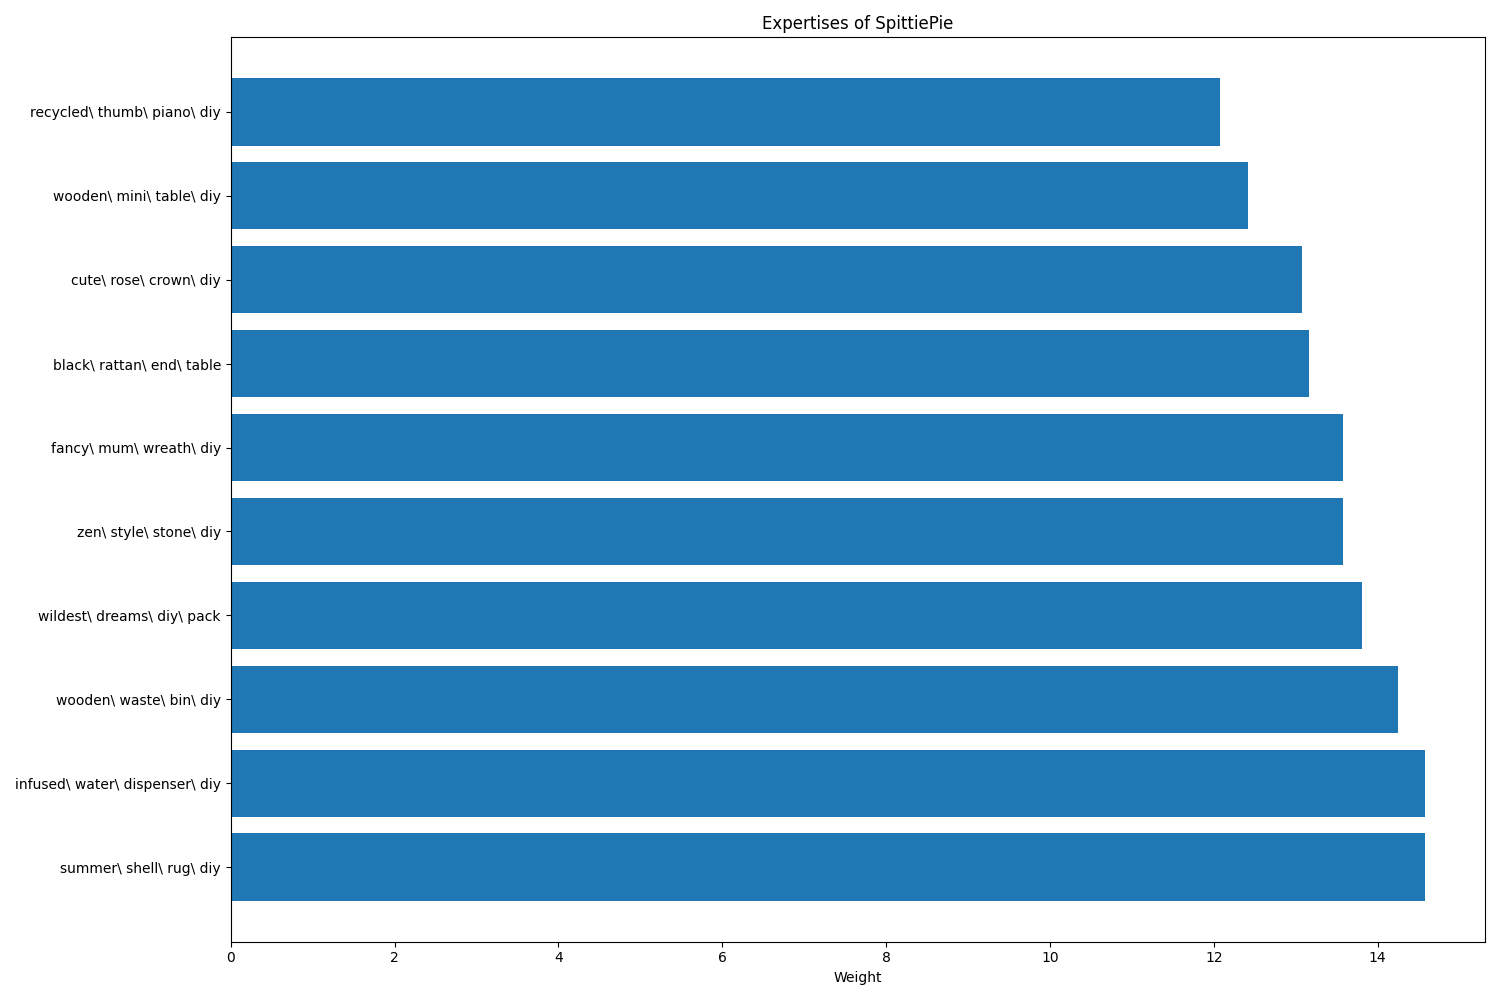 Expertises of SpittiePie
recycled\ thumb\ piano\ diy
wooden\ mini\ table\ diy
cute\ rose\ crown\ diy
black\ rattan\ end\ table
fancy\ mum\ wreath\ diy
zen\ style\ stone\ diy
wildest\ dreams\ diy\ pack
wooden\ waste\ bin\ diy
infused\ water\ dispenser\ diy
summer\ shell\ rug\ diy
0 2 4 6 8 10 12 14
Weight